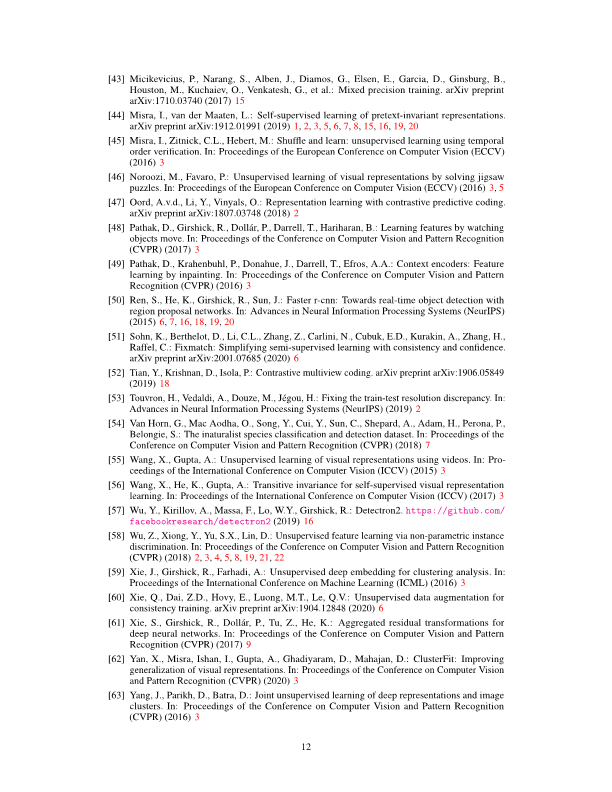 [43] Micikevicius, P., Narang, S., Alben, J., Diamos, G., Elsen, E., Garcia, D., Ginsburg, B.,
Houston, M., Kuchaiev, O., Venkatesh, G., et al.: Mixed precision training. arXiv preprint
arXiv:1710.03740 (2017) 15
[44] Misra, I., van der Maaten, L.: Self-supervised learning of pretext-invariant representations.
arXiv preprint arXiv:1912.01991 (2019) 1, 2, 3, 5, 6, 7, 8, 15, 16, 19, 20
[45] Misra, I., Zitnick, C.L., Hebert, M.: Shuffle and learn: unsupervised learning using temporal
order verification. In: Proceedings of the European Conference on Computer Vision (ECCV)
(2016) 3
[46] Noroozi, M., Favaro, P.: Unsupervised learning of visual representations by solving jigsaw
puzzles. In: Proceedings of the European Conference on Computer Vision (ECCV) (2016) 3, 5
[47] Oord, A.v.d., Li, Y., Vinyals, O.: Representation learning with contrastive predictive coding.
arXiv preprint arXiv:1807.03748 (2018) 2
[48] Pathak, D., Girshick, R., Dollár, P., Darrell, T., Hariharan, B.: Learning features by watching
objects move. In: Proceedings of the Conference on Computer Vision and Pattern Recognition
(CVPR) (2017) 3
[49] Pathak, D., Krahenbuhl, P., Donahue, J., Darrell, T., Efros, A.A.: Context encoders: Feature
learning by inpainting. In: Proceedings of the Conference on Computer Vision and Pattern
Recognition (CVPR) (2016) 3
[50] Ren, S., He, K., Girshick, R., Sun, J.: Faster r-cnn: Towards real-time object detection with
region proposal networks. In: Advances in Neural Information Processing Systems (NeurIPS)
(2015) 6, 7, 16, 18, 19, 20
[51] Sohn, K., Berthelot, D., Li, C.L., Zhang, Z., Carlini, N., Cubuk, E.D., Kurakin, A., Zhang, H.,
Raffel, C.: Fixmatch: Simplifying semi-supervised learning with consistency and confidence.
arXiv preprint arXiv:2001.07685 (2020) 6
[52] Tian, Y., Krishnan, D., Isola, P.: Contrastive multiview coding. arXiv preprint arXiv:1906.05849
(2019) 18
[53] Touvron, H., Vedaldi, A., Douze, M., Jégou, H.: Fixing the train-test resolution discrepancy. In:
Advances in Neural Information Processing Systems (NeurIPS) (2019) 2
[54] Van Horn, G., Mac Aodha, O., Song, Y., Cui, Y., Sun, C., Shepard, A., Adam, H., Perona, P.,
Belongie, S.: The inaturalist species classification and detection dataset. In: Proceedings of the
Conference on Computer Vision and Pattern Recognition (CVPR) (2018) 7
[55] Wang, X., Gupta, A.: Unsupervised learning of visual representations using videos. In: Pro-
ceedings of the International Conference on Computer Vision (ICCV) (2015) 3
[56] Wang, X., He, K., Gupta, A.: Transitive invariance for self-supervised visual representation
learning. In: Proceedings of the International Conference on Computer Vision (ICCV) (2017) 3
[57] Wu, Y., Kirillov, A., Massa, F., Lo, W.Y., Girshick, R.: Detectron2. https://github.com/
facebookresearch/detectron2 (2019) 16
[58] Wu, Z., Xiong, Y., Yu, S.X., Lin, D.: Unsupervised feature learning via non-parametric instance
discrimination. In: Proceedings of the Conference on Computer Vision and Pattern Recognition
(CVPR) (2018) 2, 3, 4, 5, 8, 19, 21, 22
[59] Xie, J., Girshick, R., Farhadi, A.: Unsupervised deep embedding for clustering analysis. In:
Proceedings of the International Conference on Machine Learning (ICML) (2016) 3
[60] Xie, Q., Dai, Z.D., Hovy, E., Luong, M.T., Le, Q.V.: Unsupervised data augmentation for
consistency training. arXiv preprint arXiv:1904.12848 (2020) 6
[61] Xie, S., Girshick, R., Dollár, P., Tu, Z., He, K.: Aggregated residual transformations for
deep neural networks. In: Proceedings of the Conference on Computer Vision and Pattern
Recognition (CVPR) (2017) 9
[62] Yan, X., Misra, Ishan, I., Gupta, A., Ghadiyaram, D., Mahajan, D.: ClusterFit: Improving
generalization of visual representations. In: Proceedings of the Conference on Computer Vision
and Pattern Recognition (CVPR) (2020) 3
[63] Yang, J., Parikh, D., Batra, D.: Joint unsupervised learning of deep representations and image
clusters. In: Proceedings of the Conference on Computer Vision and Pattern Recognition
(CVPR) (2016) 3
12